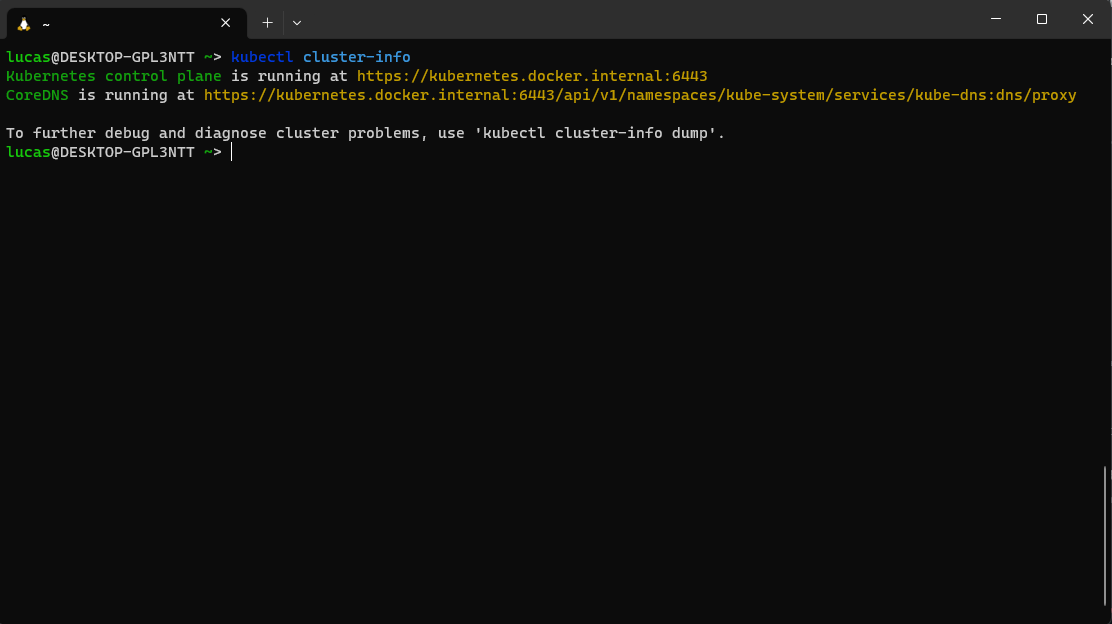 ~
lucas@DESKTOP-GPL3NTT ~> kubectl cluster-info
Kubernetes control plane is running at https://kubernetes.docker.internal:6443
CoreDNS is running at https://kubernetes.docker.internal:6443/api/v1/namespaces/kube-system/services/kube-dns:dns/proxy
To further debug and diagnose cluster problems, use 'kubectl cluster-info dump'.
lucas@DESKTOP-GPL3NTT ~>